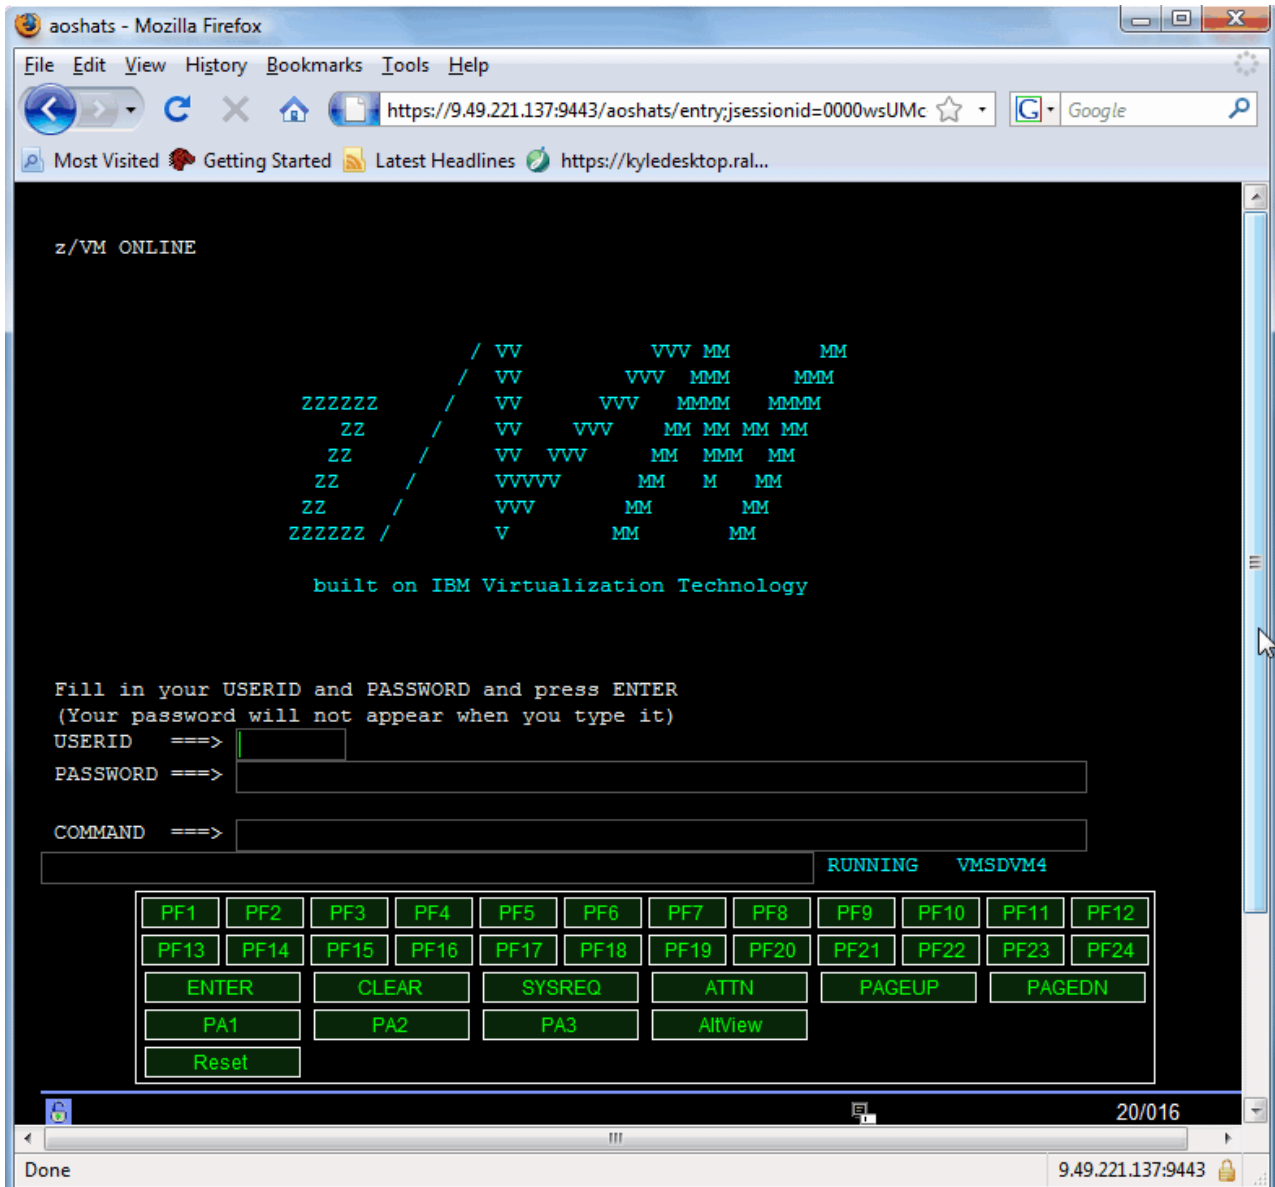 aoshats - Mozilla Firefox
File Edit View History Bookmarks Tools Help
https://9.49.221.137:9443/aoshats/entry;jsessionid=0000wsUMc G Google
Most Visited Getting Started Latest Headlines https://kyledesktop.ral...
z/VM ONLINE
/ VV VVV MM MM
/ VV VVV MMM MMM
ZZZZZZ / VV VVV MMMM MMMM
ZZ / VV VVV MM MM MM MM
ZZ / VV VVV MM MMM MM
ZZ / VVVVV MM M MM
ZZ / VVV MM MM
ZZZZZZ / V MM MM
built on IBM Virtualization Technology
Fill in your USERID and PASSWORD and press ENTER
(Your password will not appear when you type it)
USERID ===>
PASSWORD ===>
COMMAND ===>
RUNNING VMSDVM4
PF1 PF2 PF3 PF4 PF5 PF6 PF7 PF8 PF9 PF10 PF11 PF12
PF13 PF14 PF15 PF16 PF17 PF18 PF19 PF20 PF21 PF22 PF23 PF24
ENTER CLEAR SYSREQ ATTN PAGEUP PAGEDN
PA1 PA2 PA3 AltView
Reset
20/016
Done 9.49.221.137:9443